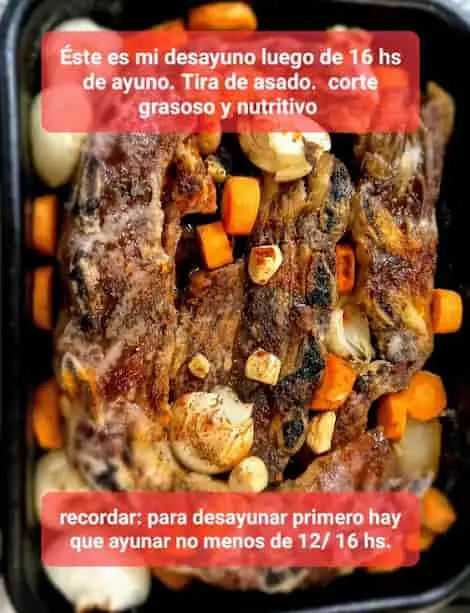 Éste es mi desayuno luego de 16 hs
de ayuno. Tira de asado. corte
grasoso y nutritivo
recordar: para desayunar primero hay
que ayunar no menos de 12/ 16 hs.